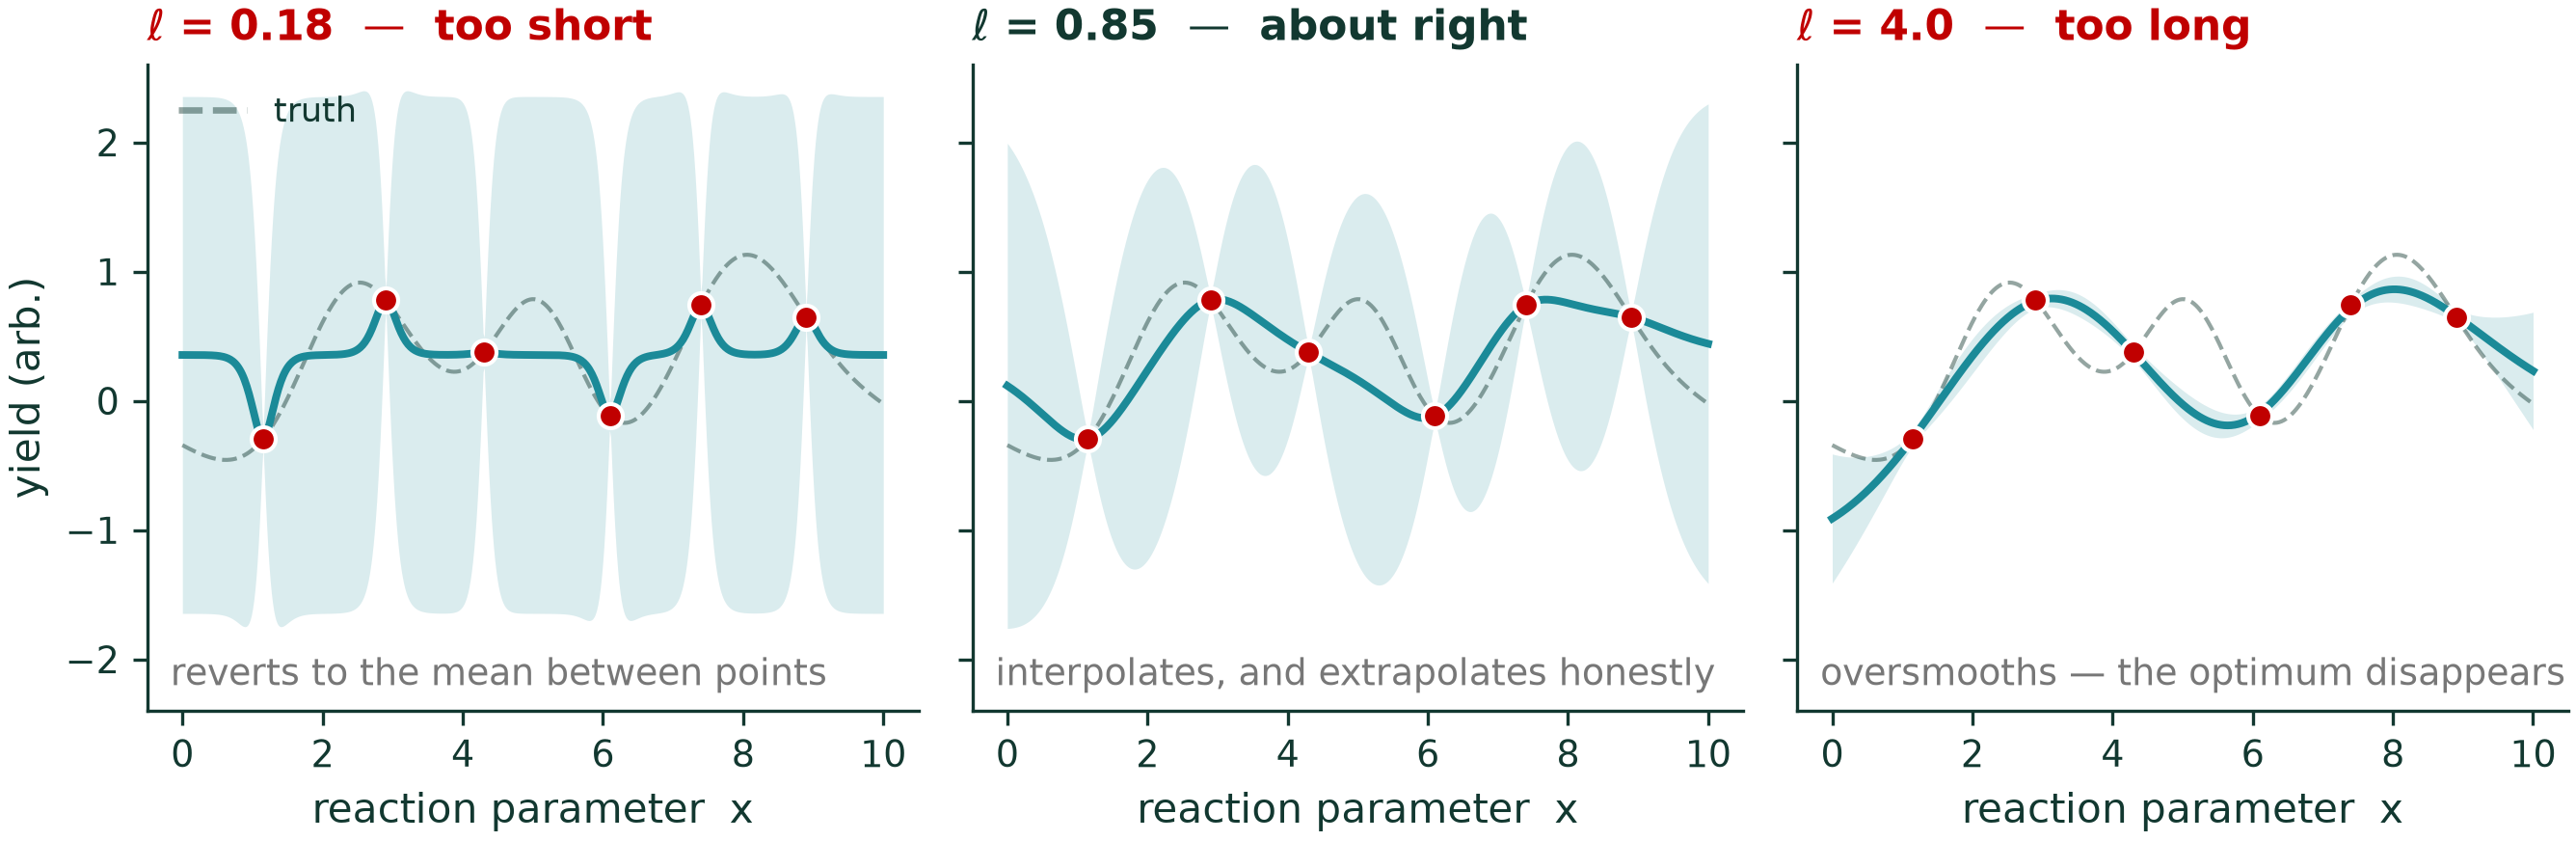 ℓ = 0.18 — too short
ℓ = 0.85 — about right
ℓ = 4.0 — too long
truth
yield (arb.)
2
1
0
−1
−2
reverts to the mean between points
interpolates, and extrapolates honestly
oversmooths — the optimum disappears
0 2 4 6 8 10
0 2 4 6 8 10
0 2 4 6 8 10
reaction parameter x
reaction parameter x
reaction parameter x